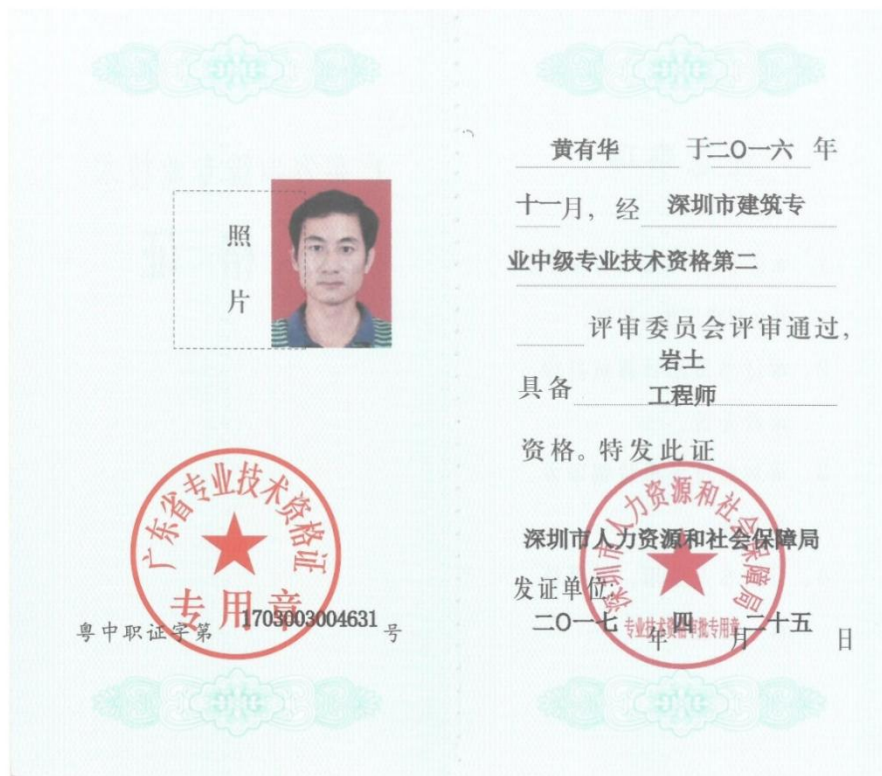 照
片
广东省专业技术资格证
专用章
粤中职证字第 1703003004631 号
黄有华 于二〇一六 年
十一月，经 深圳市建筑专
业中级专业技术资格第二
评审委员会评审通过，
岩土
具备 工程师
资格。特发此证
深圳市人力资源和社会保障局
深圳市人力资源和社会保障局
发证单位：
专业技术资格审批专用章
二〇一七 年 四 月 二十五 日